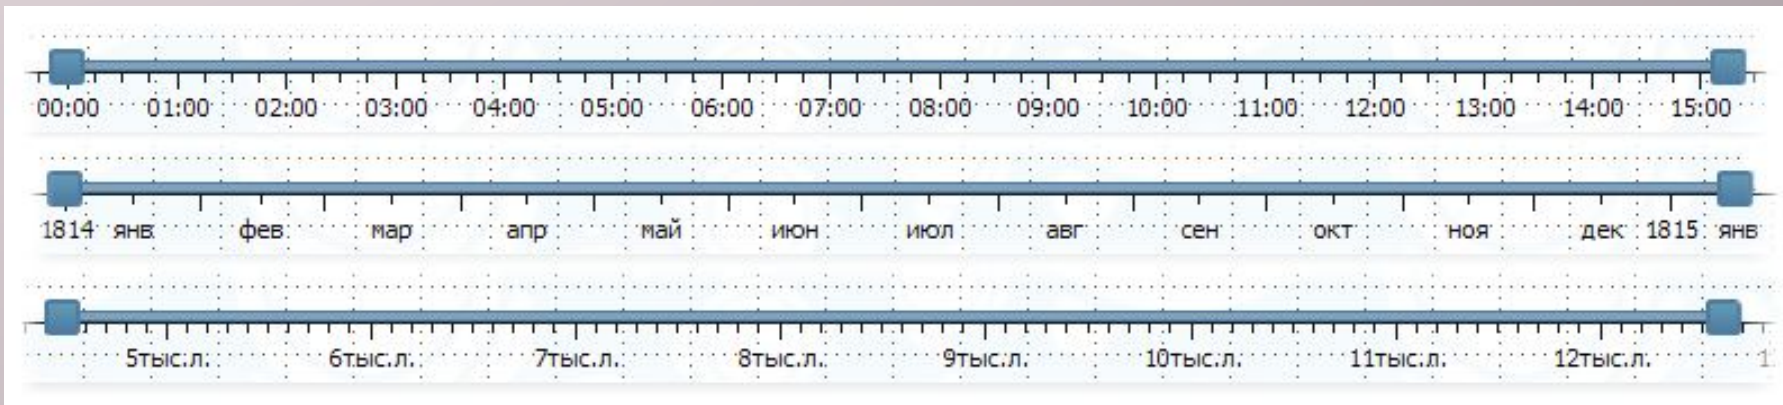 00:00 01:00 02:00 03:00 04:00 05:00 06:00 07:00 08:00 09:00 10:00 11:00 12:00 13:00 14:00 15:00
1814 янв фев мар апр май июн июл авг сен окт ноя дек 1815 янв
5тыс.л. 6тыс.л. 7тыс.л. 8тыс.л. 9тыс.л. 10тыс.л. 11тыс.л. 12тыс.л.